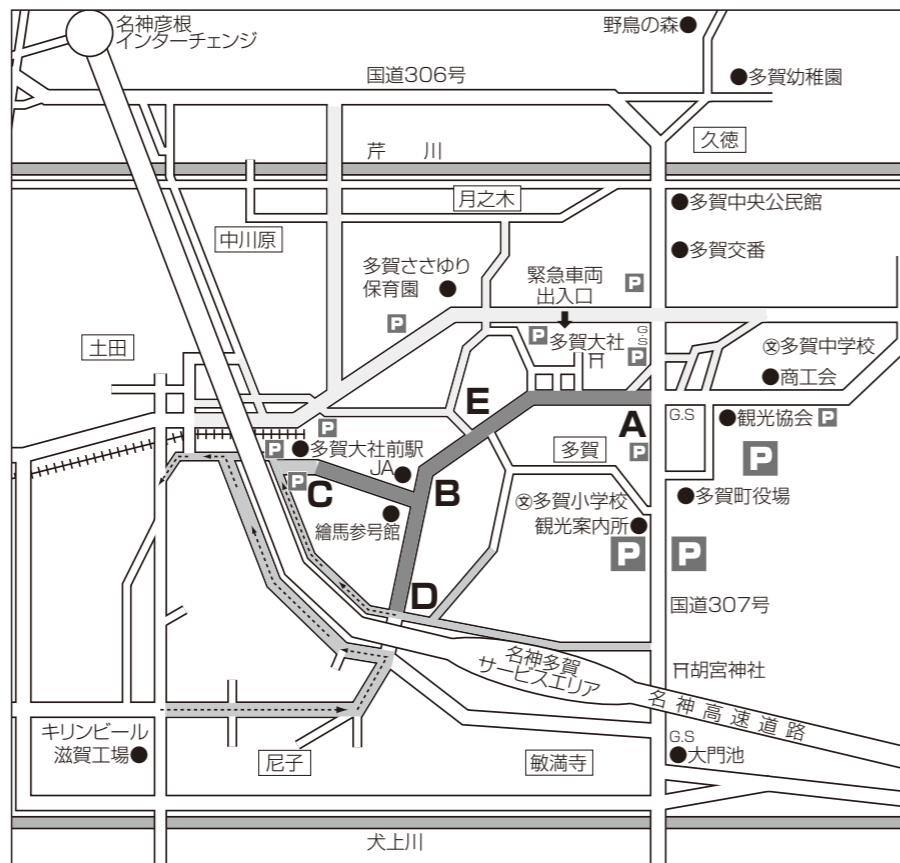 名神彦根
インターチェンジ
野鳥の森
国道306号
多賀幼稚園
久徳
芹 川
月之木
多賀中央公民館
中川原
多賀交番
多賀ささゆり
保育園
緊急車両
出入口
P
P
P
土田
多賀大社
G.S
P
文多賀中学校
商工会
E
A
G.S
観光協会 P
P
P
多賀大社前駅
P
多賀
P
P
JA
C
B
文多賀小学校
多賀町役場
繪馬参号館
観光案内所
P
P
D
国道307号
名神多賀
サービスエリア
胡宮神社
名神高速道路
キリンビール
滋賀工場
尼子
敏満寺
G.S
大門池
犬上川